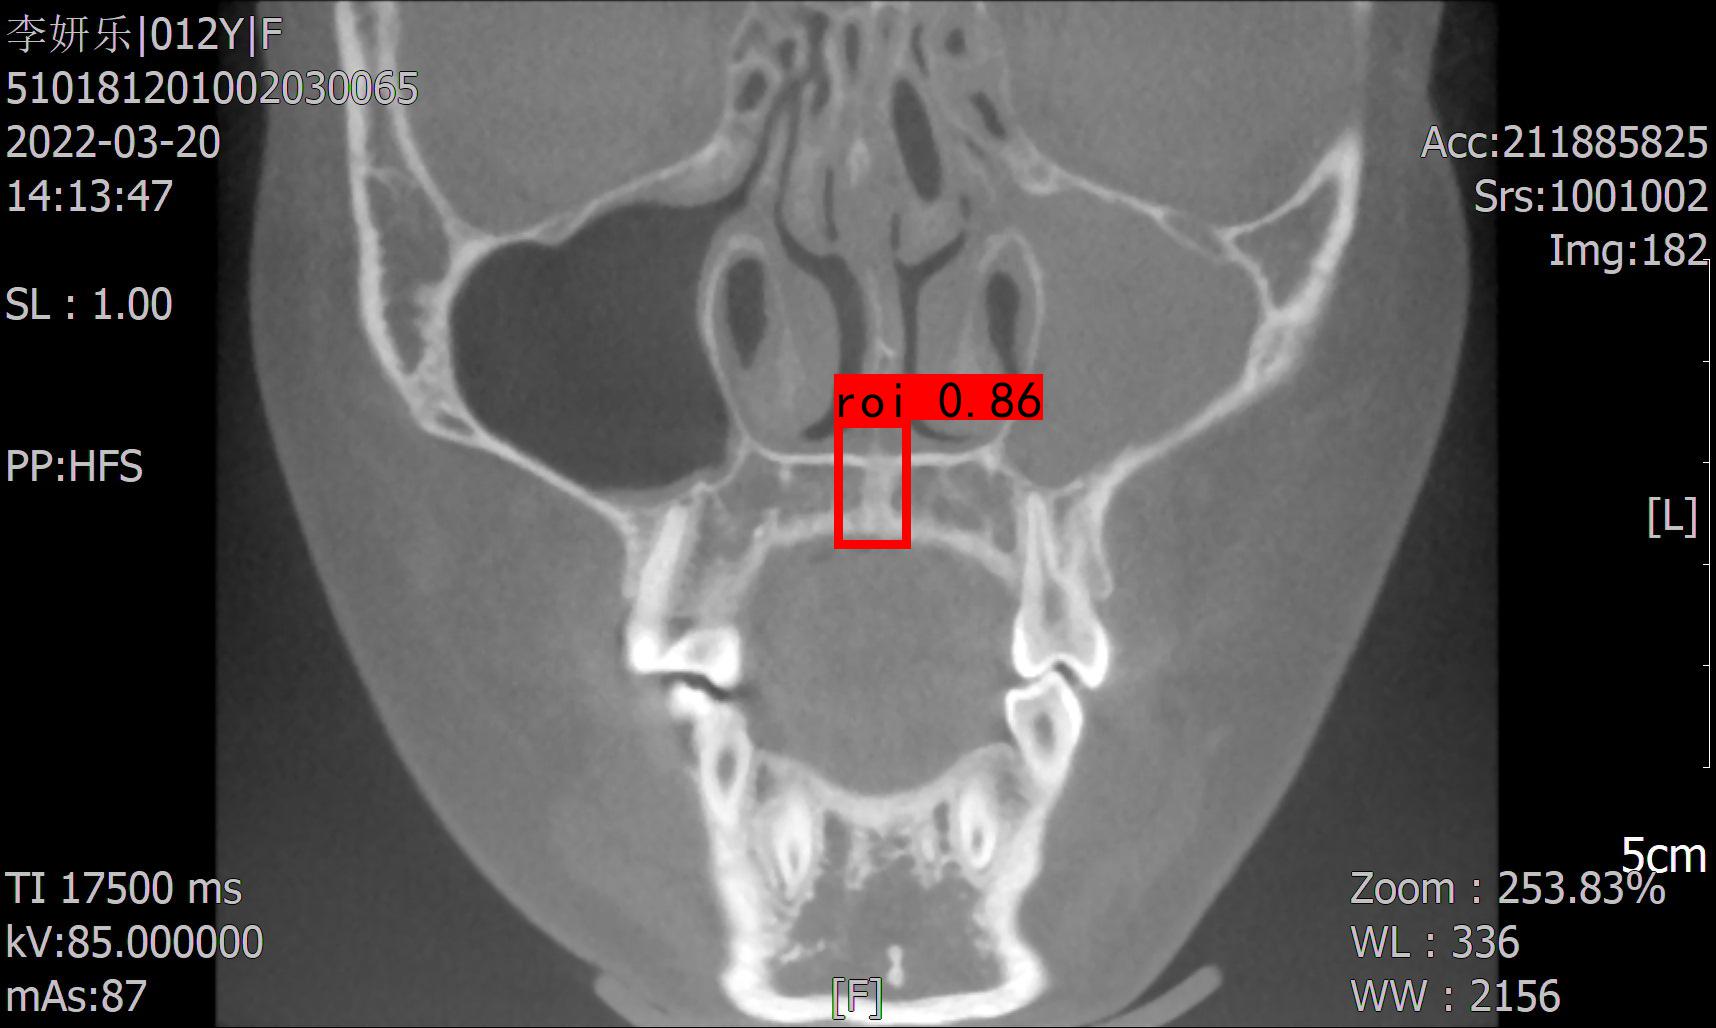 李妍乐|012Y|F
510181201002030065
2022-03-20
14:13:47
SL : 1.00
PP:HFS
Acc:211885825
Srs:1001002
Img:182
roi 0.86
[L]
5cm
TI 17500 ms
kV:85.000000
mAs:87
[F]
Zoom : 253.83%
WL : 336
WW : 2156